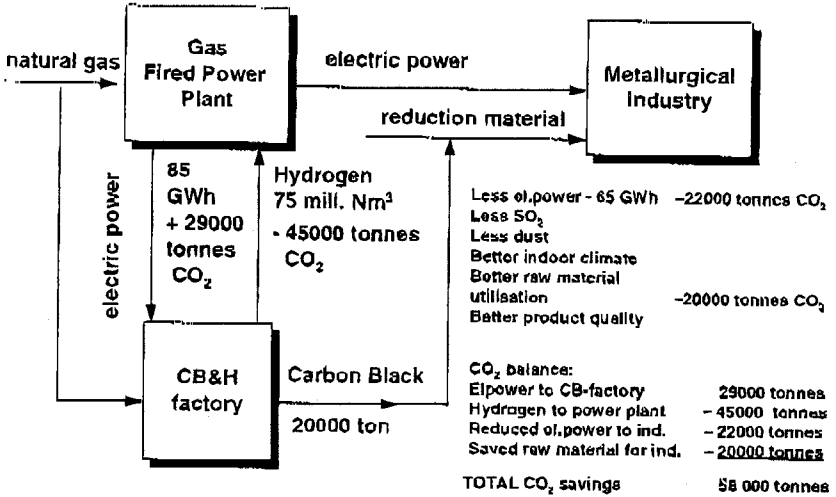 natural gas
Gas
Fired Power
Plant
electric power
reduction material
Metallurgical
Industry
electric power
85
GWh
+ 29000
tonnes
CO₂
Hydrogen
75 mill. Nm³
- 45000 tonnes
CO₂
CB&H
factory
Carbon Black
20000 ton
Less el.power - 65 GWh -22000 tonnes CO₂
Less SO₂
Less dust
Better indoor climate
Better raw material
utilisation -20000 tonnes CO₂
Better product quality
CO₂ balance:
Elpower to CB-factory 29000 tonnes
Hydrogen to power plant - 45000 tonnes
Reduced el.power to ind. - 22000 tonnes
Saved raw material for ind. - 20000 tonnes
TOTAL CO₂ savings 58 000 tonnes